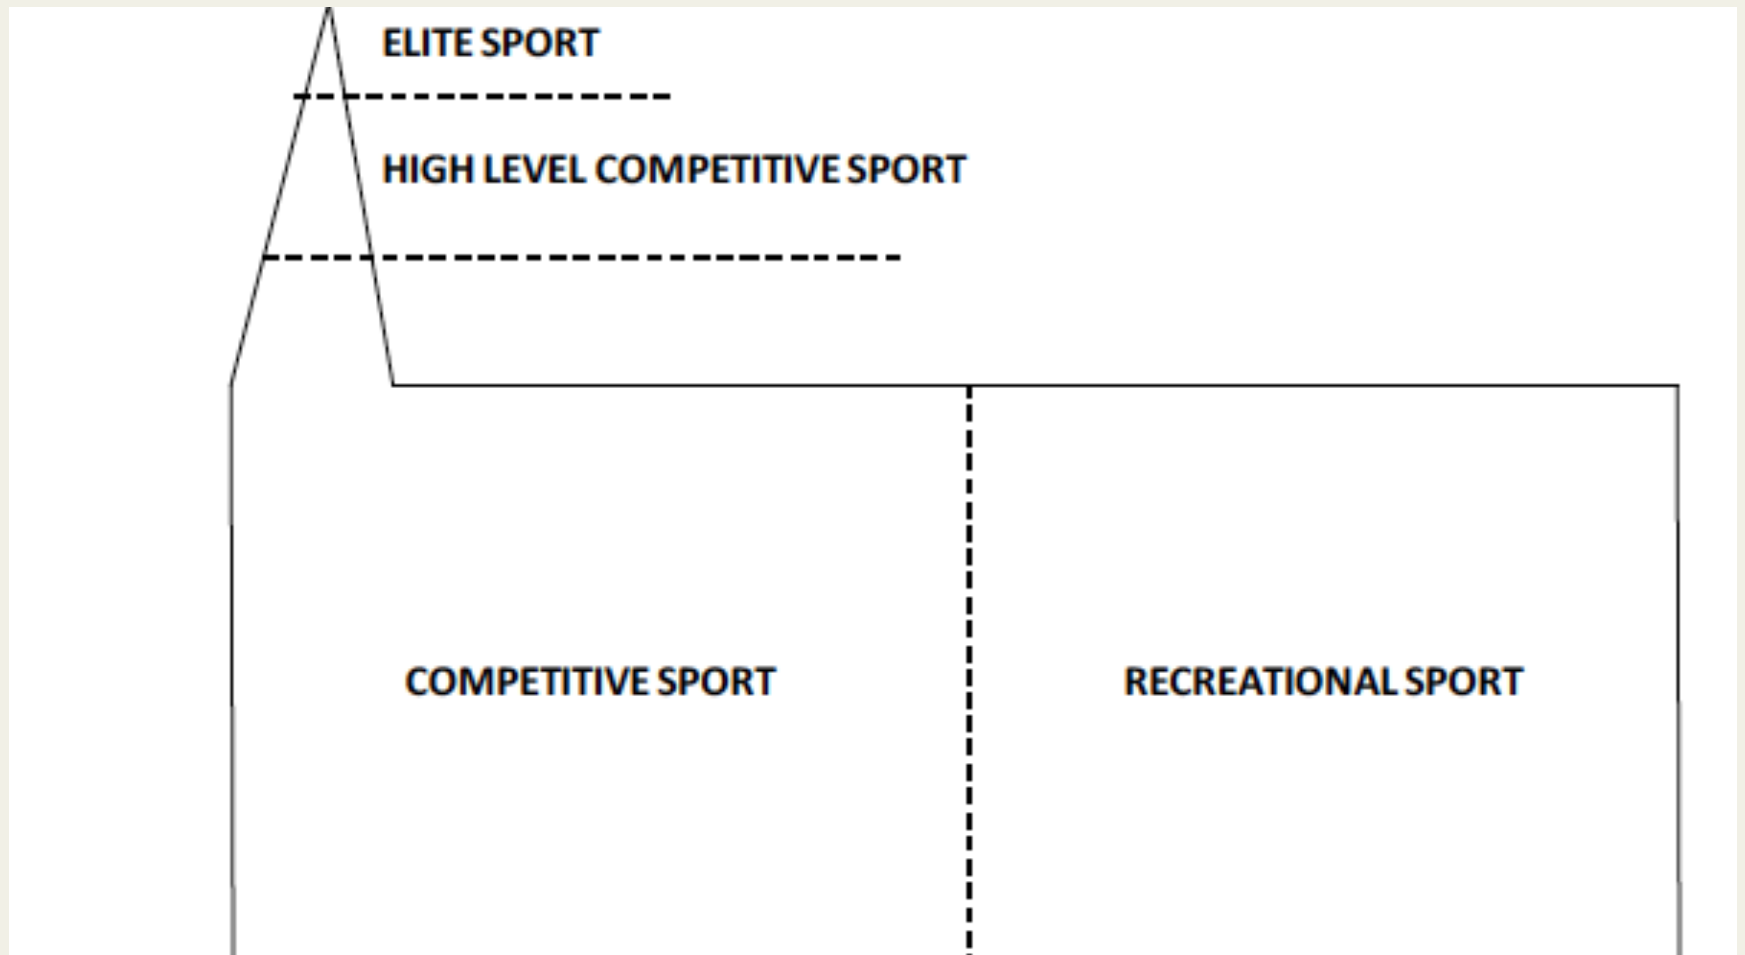 ELITE SPORT
HIGH LEVEL COMPETITIVE SPORT
COMPETITIVE SPORT
RECREATIONAL SPORT